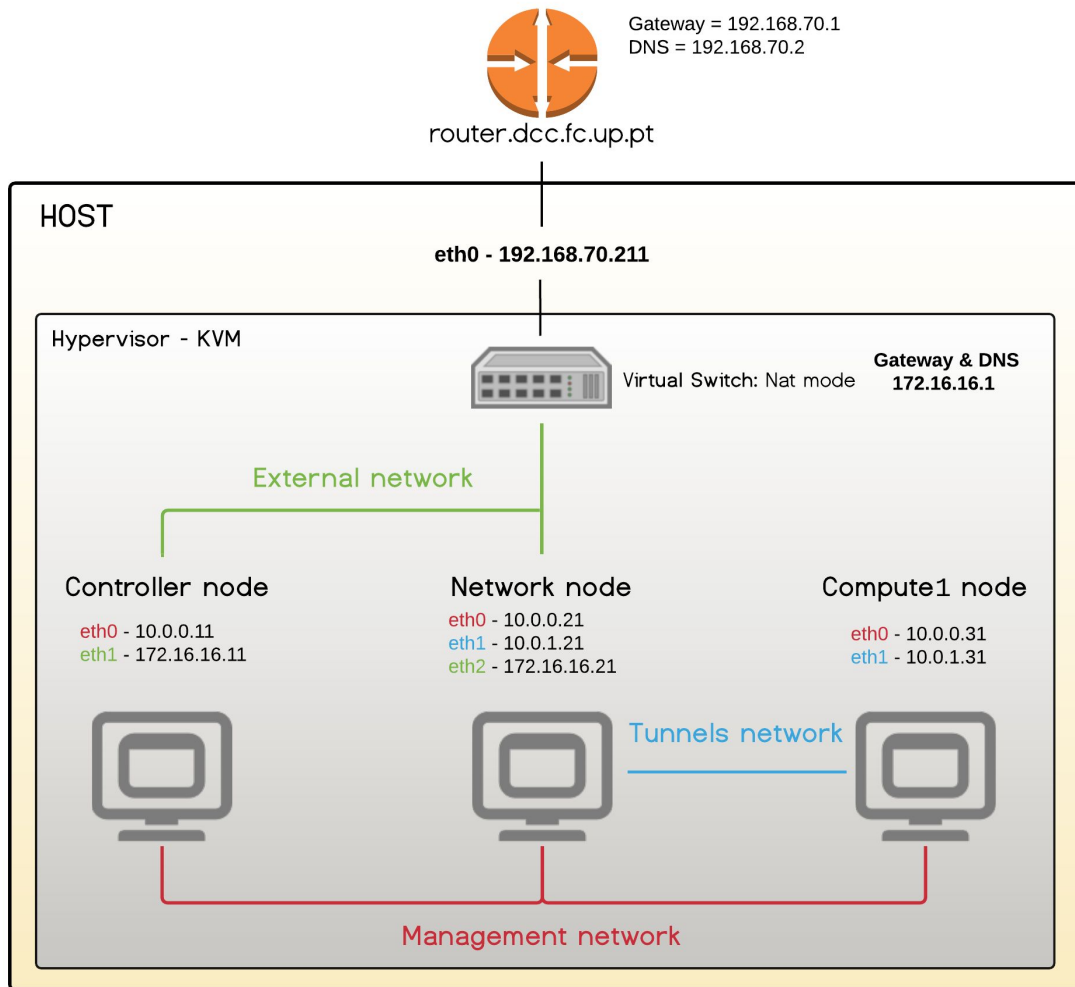 Gateway = 192.168.70.1
DNS = 192.168.70.2
router.dcc.fc.up.pt
HOST
eth0 - 192.168.70.211
Hypervisor - KVM
Gateway & DNS
172.16.16.1
Virtual Switch: Nat mode
External network
Controller node
eth0 - 10.0.0.11
eth1 - 172.16.16.11
Network node
eth0 - 10.0.0.21
eth1 - 10.0.1.21
eth2 - 172.16.16.21
Compute1 node
eth0 - 10.0.0.31
eth1 - 10.0.1.31
Tunnels network
Management network